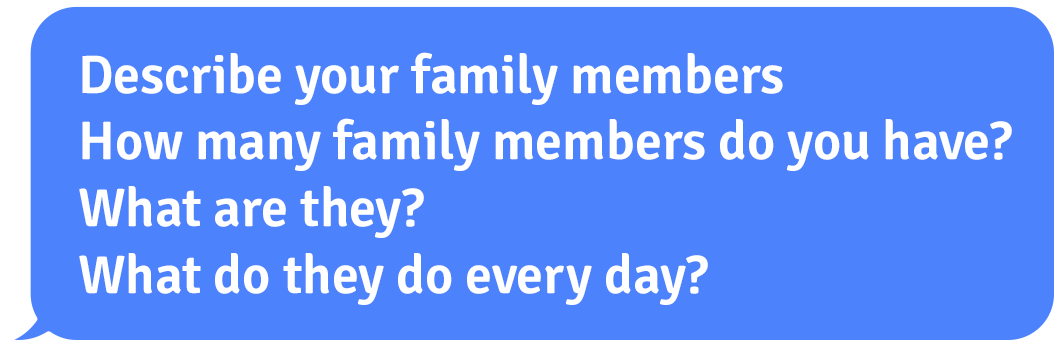 Describe your family members
How many family members do you have?
What are they?
What do they do every day?